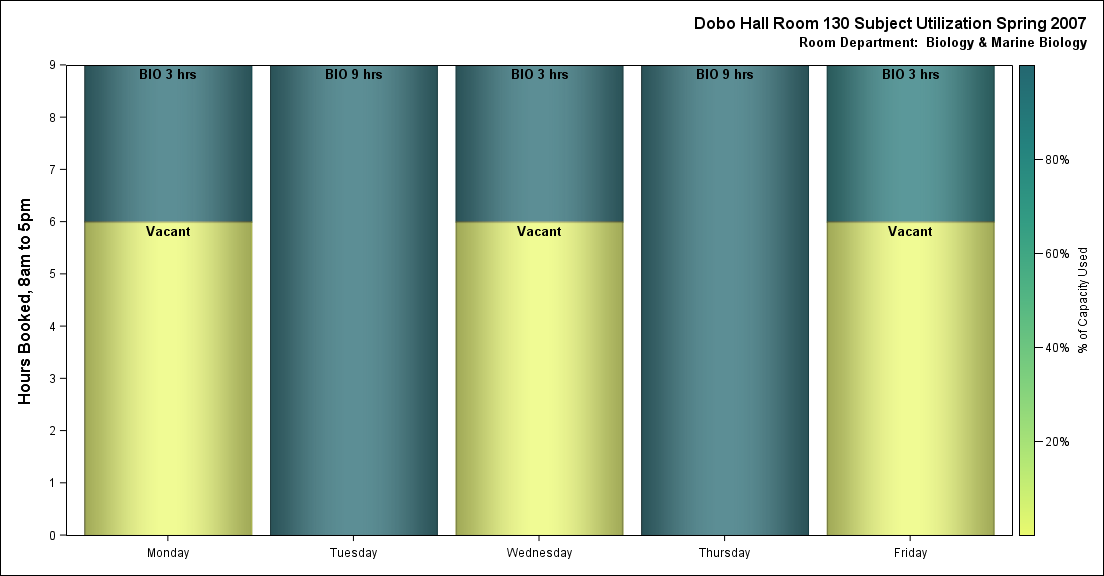 Dobo Hall Room 130 Subject Utilization Spring 2007
Room Department:  Biology & Marine Biology
Hours Booked, 8am to 5pm
9
8
7
6
5
4
3
2
1
0
BIO 3 hrs
BIO 9 hrs
BIO 3 hrs
BIO 9 hrs
BIO 3 hrs
Vacant
Vacant
Vacant
Monday
Tuesday
Wednesday
Thursday
Friday
80%
60%
40%
20%
% of Capacity Used